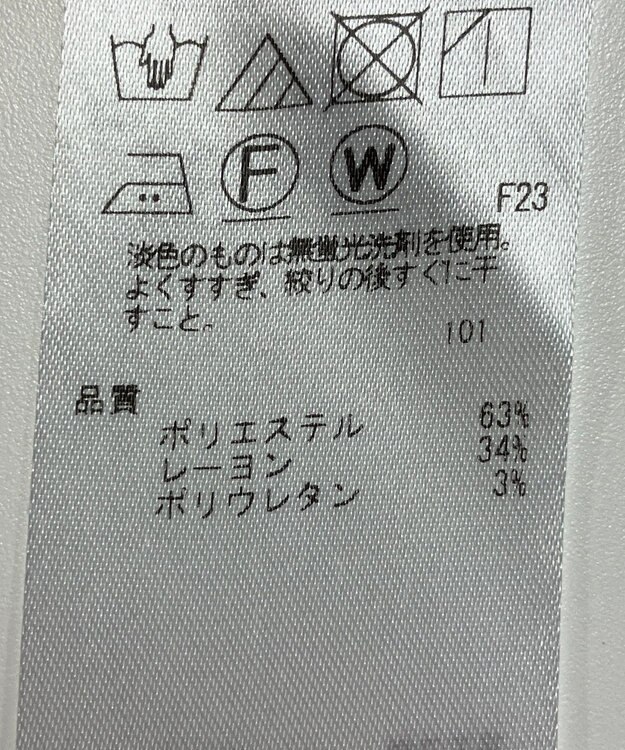 F
W
F23
淡色のものは無蛍光洗剤を使用。
よくすすぎ、絞りの後すぐに干
すこと。
101
品質
ポリエステル 63%
レーヨン 34%
ポリウレタン 3%